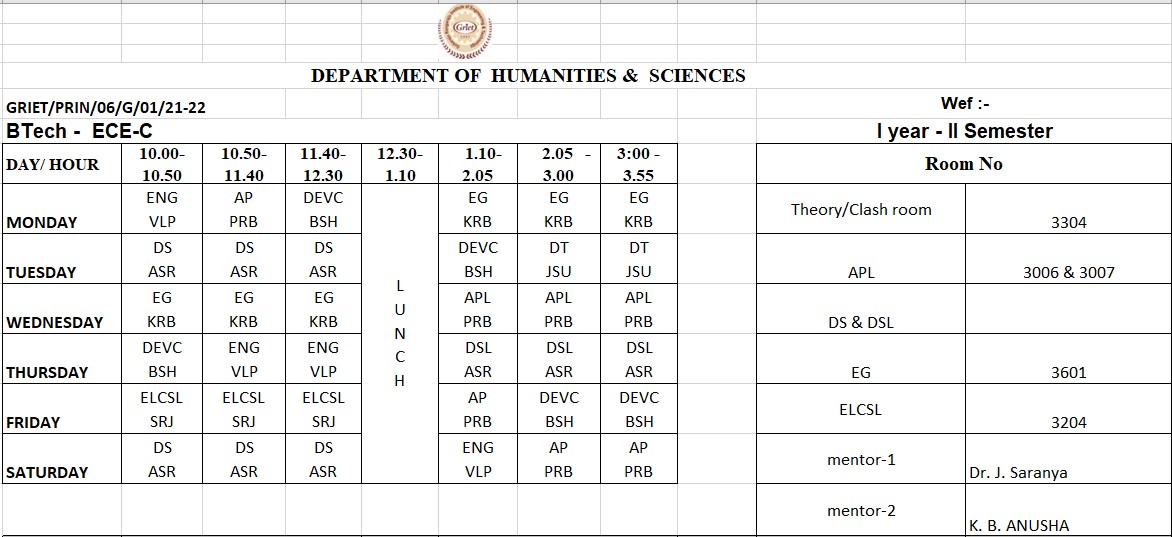 Griet
DEPARTMENT OF HUMANITIES & SCIENCES
GRIET/PRIN/06/G/01/21-22 Wef :-
BTech - ECE-C I year - II Semester
DAY/ HOUR 10.00-10.50 10.50-11.40 11.40-12.30 12.30-1.10 1.10-2.05 2.05 - 3.00 3:00 - 3.55 Room No
MONDAY ENG VLP AP PRB DEVC BSH EG KRB EG KRB EG KRB Theory/Clash room 3304
TUESDAY DS ASR DS ASR DS ASR DEVC BSH DT JSU DT JSU APL 3006 & 3007
LUNCH
WEDNESDAY EG KRB EG KRB EG KRB APL PRB APL PRB APL PRB DS & DSL
THURSDAY DEVC BSH ENG VLP ENG VLP DSL ASR DSL ASR DSL ASR EG 3601
FRIDAY ELCSL SRJ ELCSL SRJ ELCSL SRJ AP PRB DEVC BSH DEVC BSH ELCSL 3204
SATURDAY DS ASR DS ASR DS ASR ENG VLP AP PRB AP PRB mentor-1 Dr. J. Saranya
mentor-2 K. B. ANUSHA